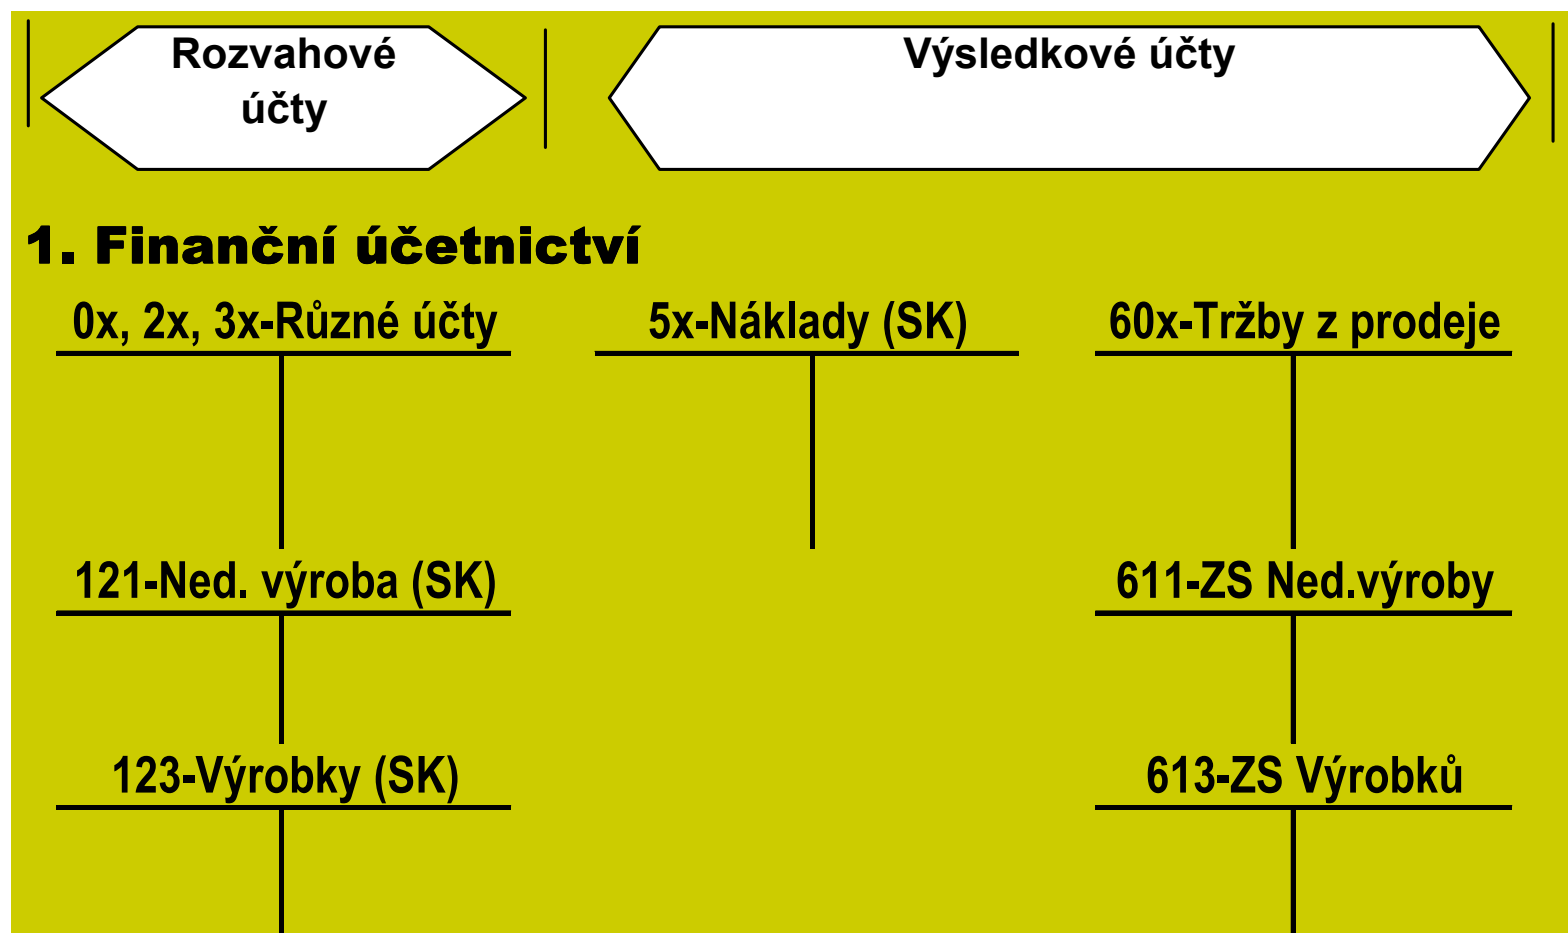 Rozvahové
účty
Výsledkové účty
1. Finanční účetnictví
0x, 2x, 3x-Různé účty
5x-Náklady (SK)
60x-Tržby z prodeje
121-Ned. výroba (SK)
611-ZS Ned.výroby
123-Výrobky (SK)
613-ZS Výrobků